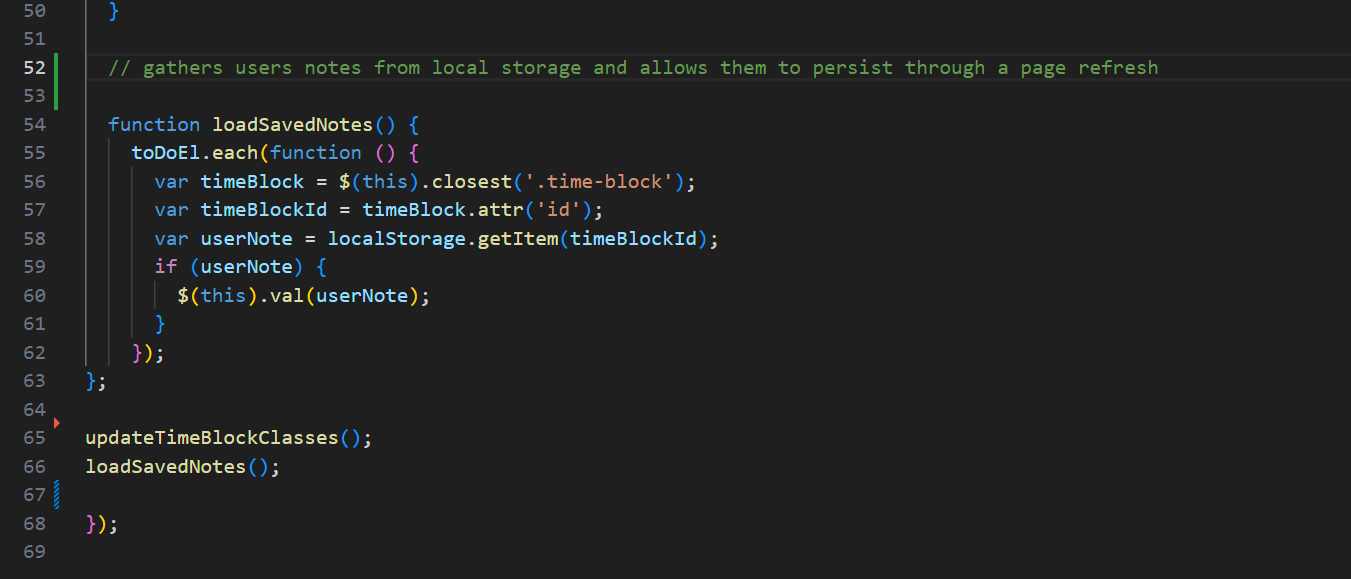 50 }
51
52 // gathers users notes from local storage and allows them to persist through a page refresh
53
54 function loadSavedNotes() {
55 toDoEl.each(function () {
56 var timeBlock = $(this).closest('.time-block');
57 var timeBlockId = timeBlock.attr('id');
58 var userNote = localStorage.getItem(timeBlockId);
59 if (userNote) {
60 $(this).val(userNote);
61 }
62 });
63 };
64
65 updateTimeBlockClasses();
66 loadSavedNotes();
67
68 });
69